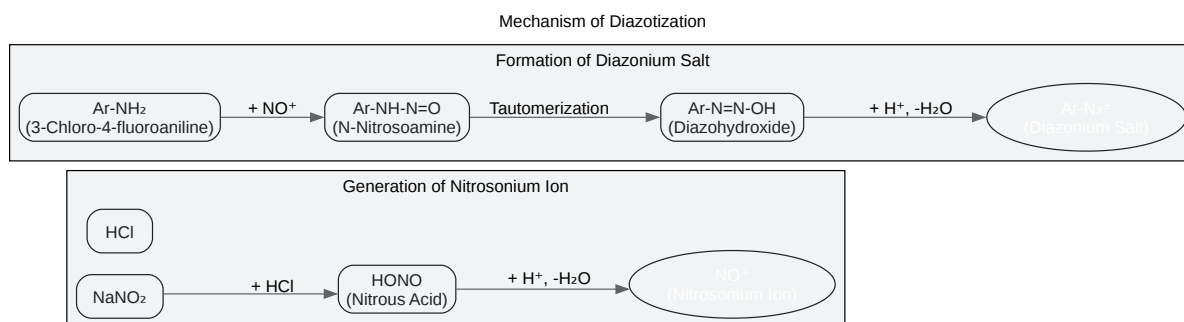 Mechanism of Diazotization
Formation of Diazonium Salt
Ar-NH₂
(3-Chloro-4-fluoroaniline)
+ NO⁺
Ar-NH-N=O
(N-Nitrosoamine)
Tautomerization
Ar-N=N-OH
(Diazohydroxide)
+ H⁺, -H₂O
Ar-N₂⁺
(Diazonium Salt)
Generation of Nitrosonium Ion
HCl
NaNO₂
+ HCl
HONO
(Nitrous Acid)
+ H⁺, -H₂O
NO⁺
(Nitrosonium Ion)